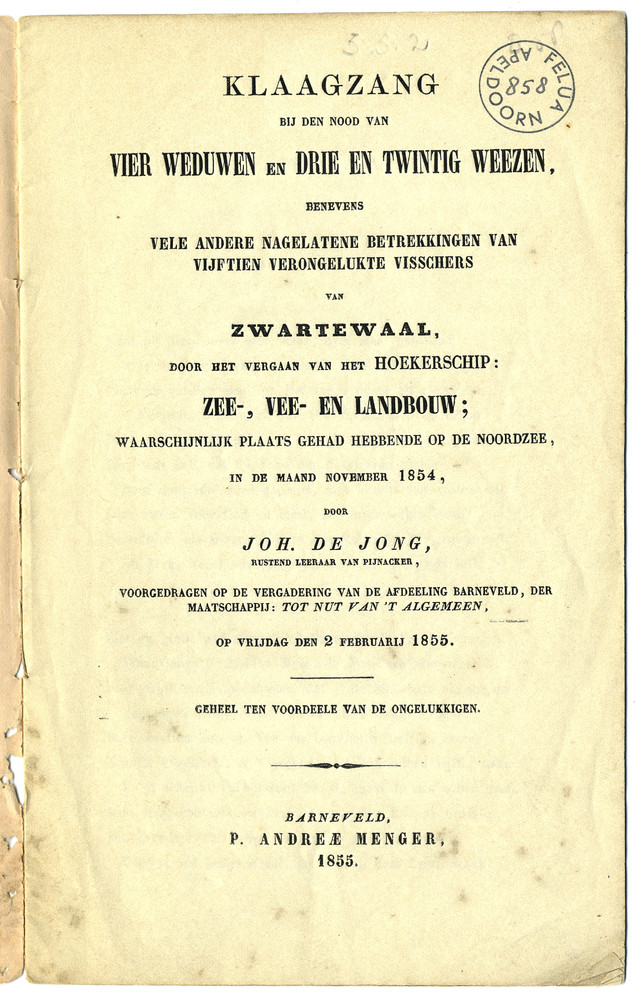 5.5.2
FELUA
APELDOORN
858
KLAAGZANG
BIJ DEN NOOD VAN
VIER WEDUWEN EN DRIE EN TWINTIG WEEZEN,
BENEVENS
VELE ANDERE NAGELATENE BETREKKINGEN VAN
VIJFTIEN VERONGELUKTE VISSCHERS
VAN
ZWARTEWAAL,
DOOR HET VERGAAN VAN HET HOEKERSCHIP:
ZEE-, VEE- EN LANDBOUW;
WAARSCHIJNLIJK PLAATS GEHAD HEBBENDE OP DE NOORDZEE,
IN DE MAAND NOVEMBER 1854,
DOOR
JOH. DE JONG,
RUSTEND LEERAAR VAN PIJNACKER,
VOORGEDRAGEN OP DE VERGADERING VAN DE AFDEELING BARNEVELD, DER
MAATSCHAPPIJ: TOT NUT VAN 'T ALGEMEEN,
OP VRIJDAG DEN 2 FEBRUARIJ 1855.
GEHEEL TEN VOORDEELE VAN DE ONGELUKKIGEN.
BARNEVELD,
P. ANDREÆ MENGER,
1855.